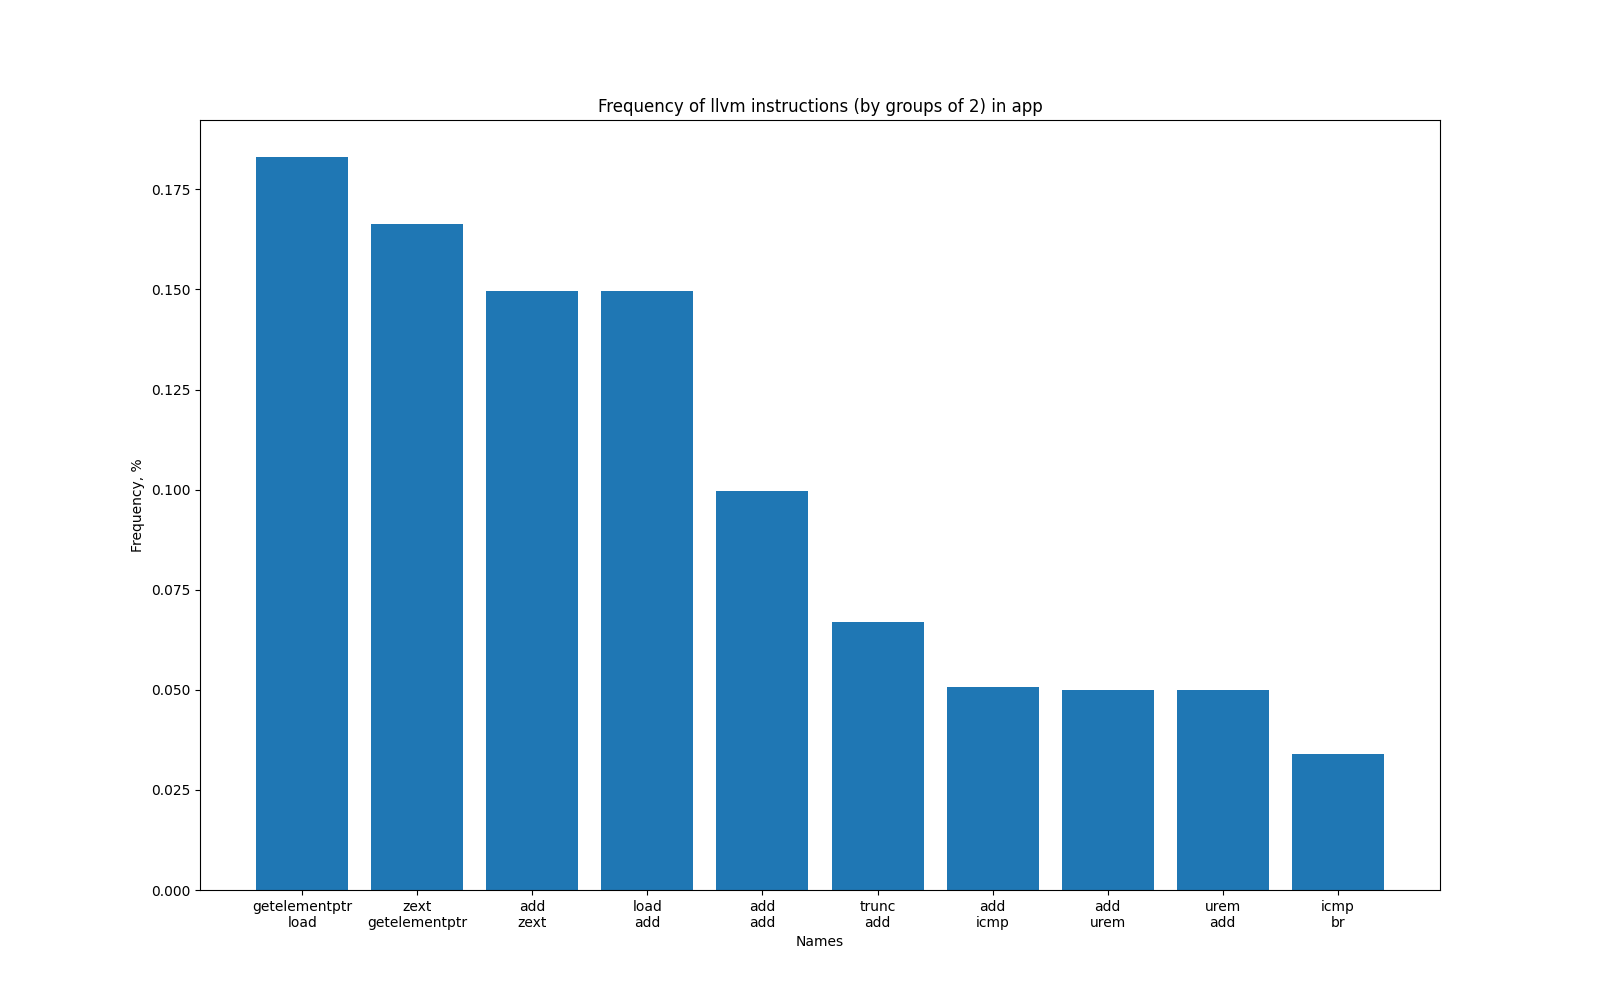 Frequency of llvm instructions (by groups of 2) in app
Frequency, %
0.175
0.150
0.125
0.100
0.075
0.050
0.025
0.000
getelementptr
load
zext
getelementptr
add
zext
load
add
add
add
trunc
add
add
icmp
add
urem
urem
add
icmp
br
Names